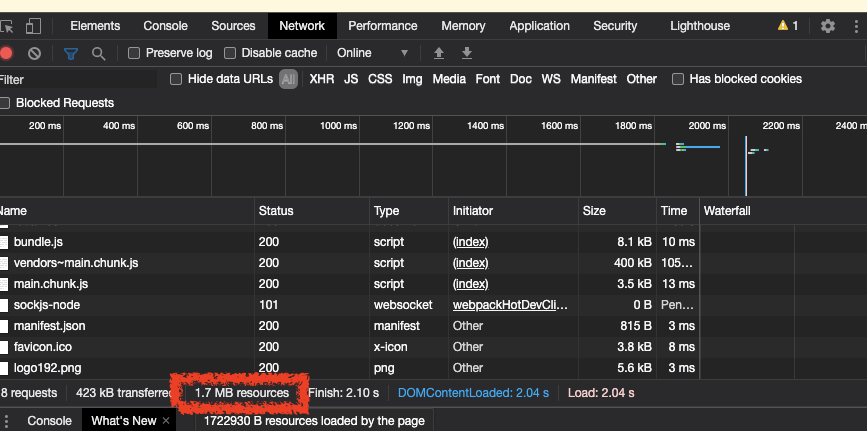 Elements Console Sources Network Performance Memory Application Security Lighthouse 1
Preserve log Disable cache Online
Filter Hide data URLs All XHR JS CSS Img Media Font Doc WS Manifest Other Has blocked cookies
Blocked Requests
200 ms 400 ms 600 ms 800 ms 1000 ms 1200 ms 1400 ms 1600 ms 1800 ms 2000 ms 2200 ms 2400 m
Name Status Type Initiator Size Time Waterfall
bundle.js 200 script (index) 8.1 kB 10 ms
vendors~main.chunk.js 200 script (index) 400 kB 105...
main.chunk.js 200 script (index) 3.5 kB 13 ms
sockjs-node 101 websocket webpackHotDevCli... 0 B Pen...
manifest.json 200 manifest Other 815 B 3 ms
favicon.ico 200 x-icon Other 3.8 kB 8 ms
logo192.png 200 png Other 5.6 kB 3 ms
8 requests 423 kB transferre 1.7 MB resources Finish: 2.10 s DOMContentLoaded: 2.04 s Load: 2.04 s
Console What's New × 1722930 B resources loaded by the page